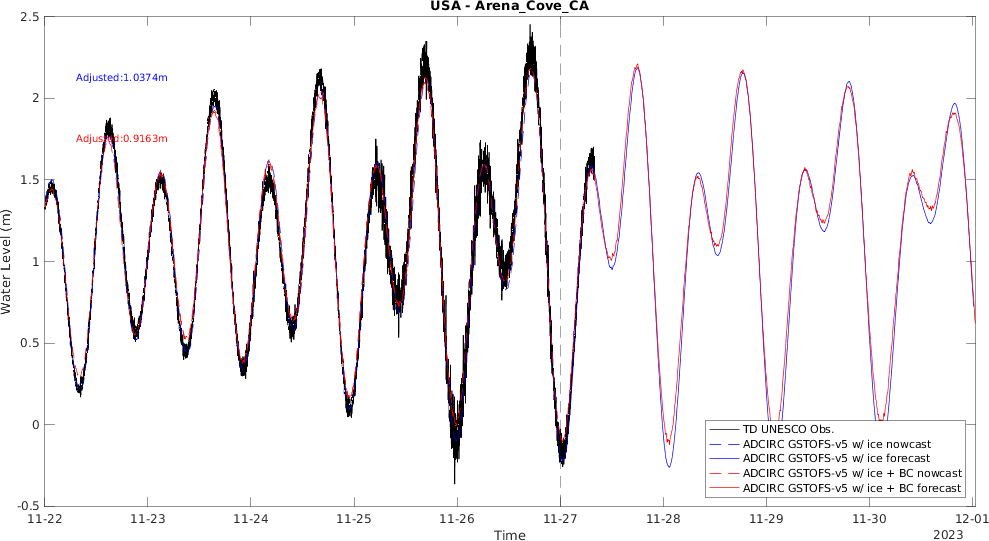 USA - Arena_Cove_CA
2.5
2
1.5
1
0.5
0
-0.5
Water Level (m)
Adjusted:1.0374m
Adjusted:0.9163m
TD UNESCO Obs.
ADCIRC GSTOFS-v5 w/ ice nowcast
ADCIRC GSTOFS-v5 w/ ice forecast
ADCIRC GSTOFS-v5 w/ ice + BC nowcast
ADCIRC GSTOFS-v5 w/ ice + BC forecast
11-22 11-23 11-24 11-25 11-26 11-27 11-28 11-29 11-30 12-01
Time
2023